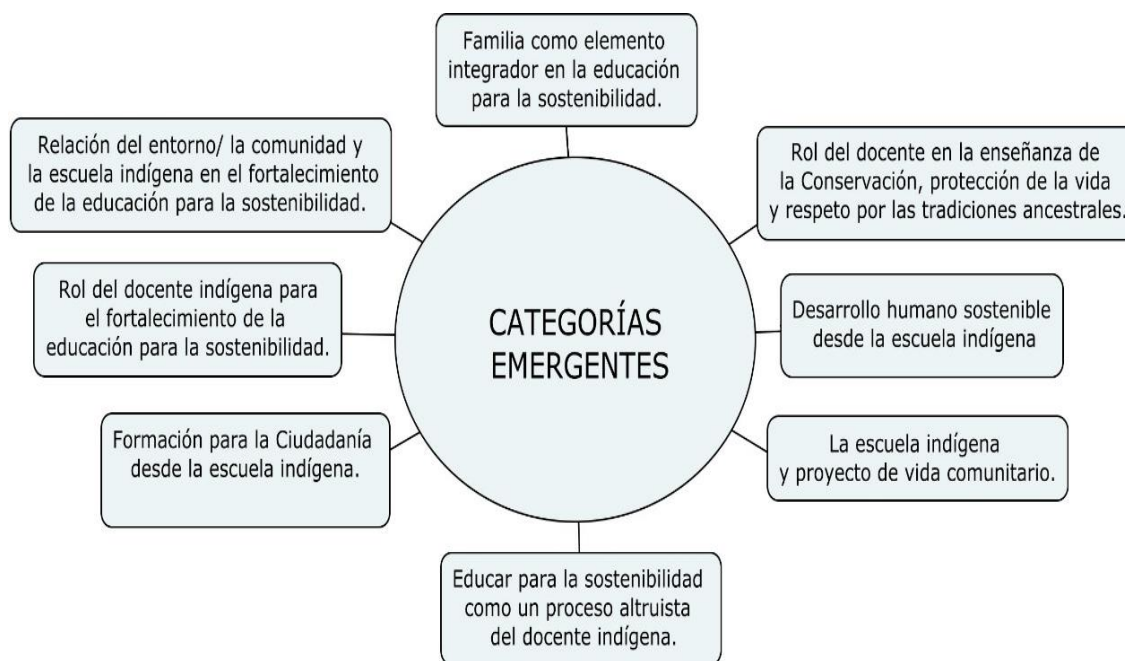 Familia como elemento
integrador en la educación
para la sostenibilidad.
Relación del entorno/ la comunidad y
la escuela indígena en el fortalecimiento
de la educación para la sostenibilidad.
Rol del docente en la enseñanza de
la Conservación, protección de la vida
y respeto por las tradiciones ancestrales.
Rol del docente indígena para
el fortalecimiento de la
educación para la sostenibilidad.
CATEGORÍAS
EMERGENTES
Desarrollo humano sostenible
desde la escuela indígena
Formación para la Ciudadanía
desde la escuela indígena.
La escuela indígena
y proyecto de vida comunitario.
Educar para la sostenibilidad
como un proceso altruista
del docente indígena.